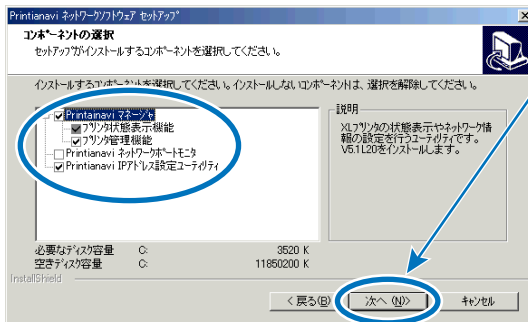 Printianavi ネットワークソフトウェア セットアップ
コンポーネントの選択
セットアップがインストールするコンポーネントを選択してください。
インストールするコンポーネントを選択してください。インストールしないコンポーネントは、選択を解除してください。
Printainavi マネージャ
プリンタ状態表示機能
プリンタ管理機能
Printianavi ネットワークポートモニタ
Printianavi IPアドレス設定ユーティリティ
説明
XLプリンタの状態表示やネットワーク情
報の設定を行うユーティリティです。
V5.1L20をインストールします。
必要なディスク容量 C: 3520 K
空きディスク容量 C: 11850200 K
InstallShield
< 戻る(B)
次へ (N)>
キャンセル